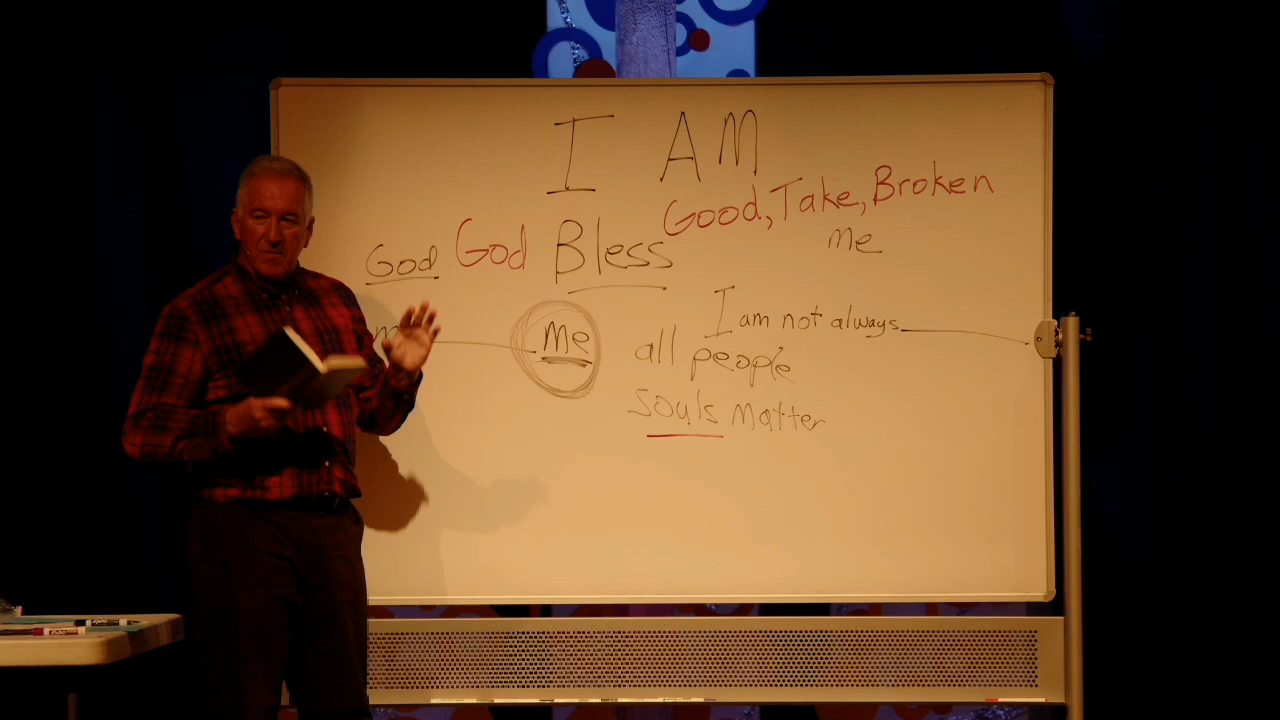 I AM
Good, Take, Broken
God God Bless
me
I am not always
me
all people
souls matter